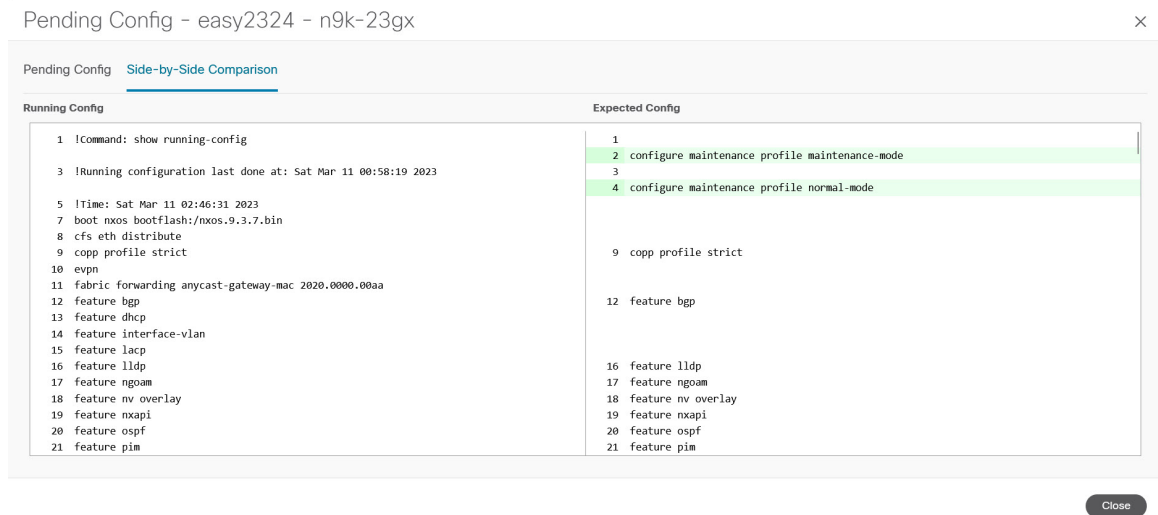 Pending Config - easy2324 - n9k-23gx
Pending Config Side-by-Side Comparison
Running Config
1 !Command: show running-config
3 !Running configuration last done at: Sat Mar 11 00:58:19 2023
5 !Time: Sat Mar 11 02:46:31 2023
7 boot nxos bootflash:/nxos.9.3.7.bin
8 cfs eth distribute
9 copp profile strict
10 evpn
11 fabric forwarding anycast-gateway-mac 2020.0000.00aa
12 feature bgp
13 feature dhcp
14 feature interface-vlan
15 feature lacp
16 feature lldp
17 feature ngoam
18 feature nv overlay
19 feature nxapi
20 feature ospf
21 feature pim
Expected Config
1
2 configure maintenance profile maintenance-mode
3
4 configure maintenance profile normal-mode
9 copp profile strict
12 feature bgp
16 feature lldp
17 feature ngoam
18 feature nv overlay
19 feature nxapi
20 feature ospf
21 feature pim
Close